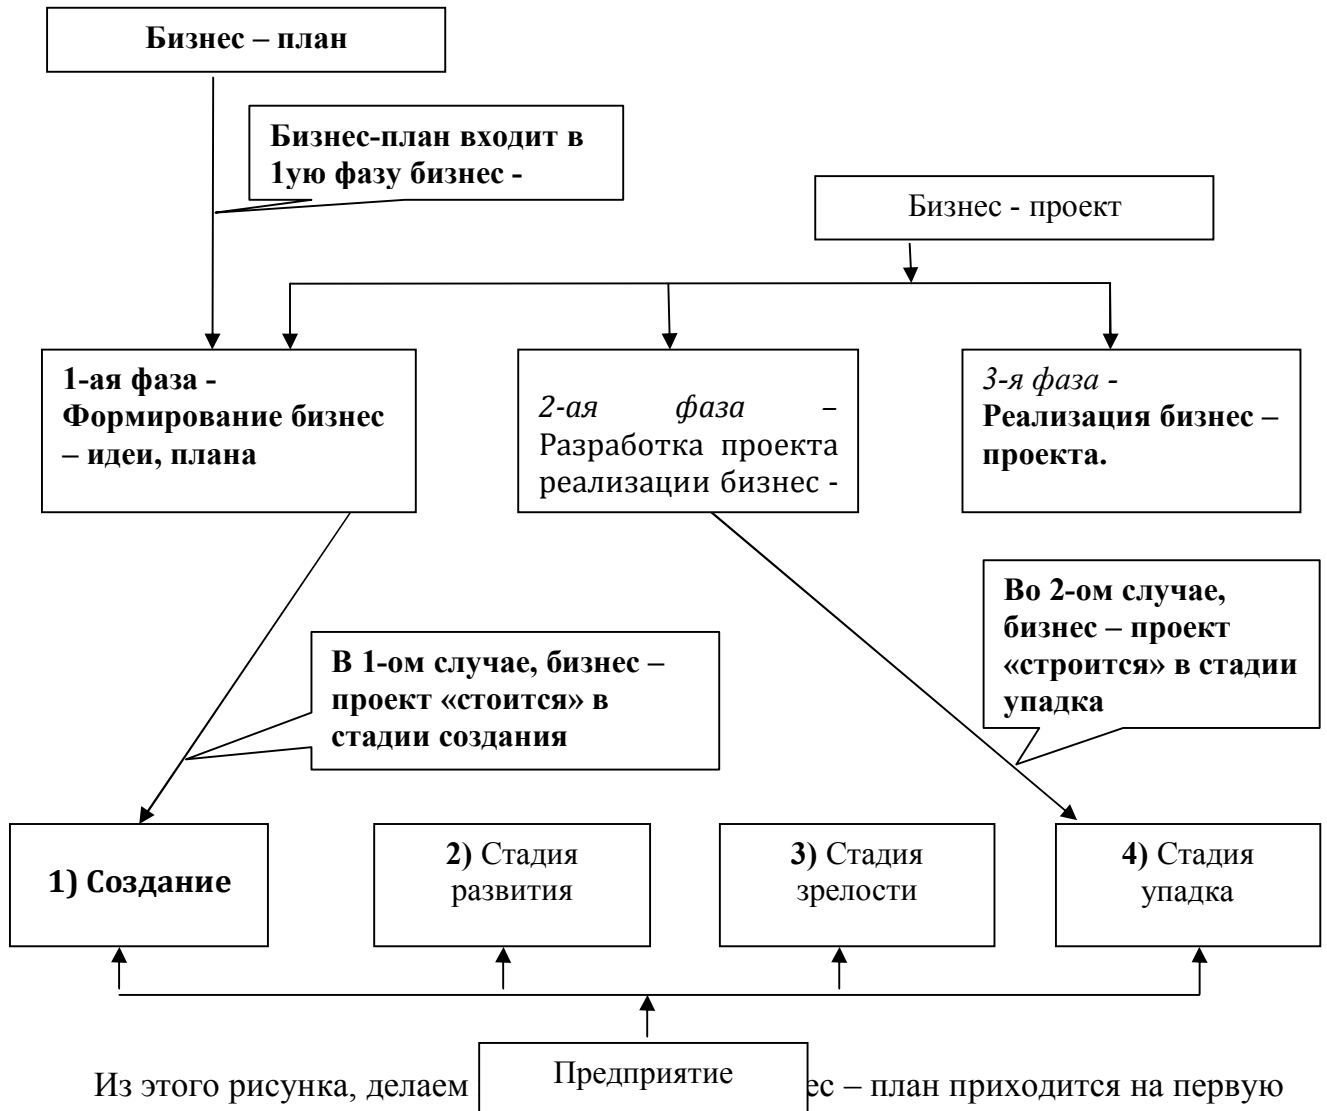 Бизнес – план
Бизнес-план входит в
1ую фазу бизнес -
Бизнес - проект
1-ая фаза -
Формирование бизнес
– идеи, плана
2-ая фаза –
Разработка проекта
реализации бизнес -
3-я фаза -
Реализация бизнес –
проекта.
Во 2-ом случае,
бизнес – проект
«строится» в стадии
упадка
В 1-ом случае, бизнес –
проект «стоится» в
стадии создания
1) Создание
2) Стадия
развития
3) Стадия
зрелости
4) Стадия
упадка
Предприятие
Из этого рисунка, делаем ес – план приходится на первую